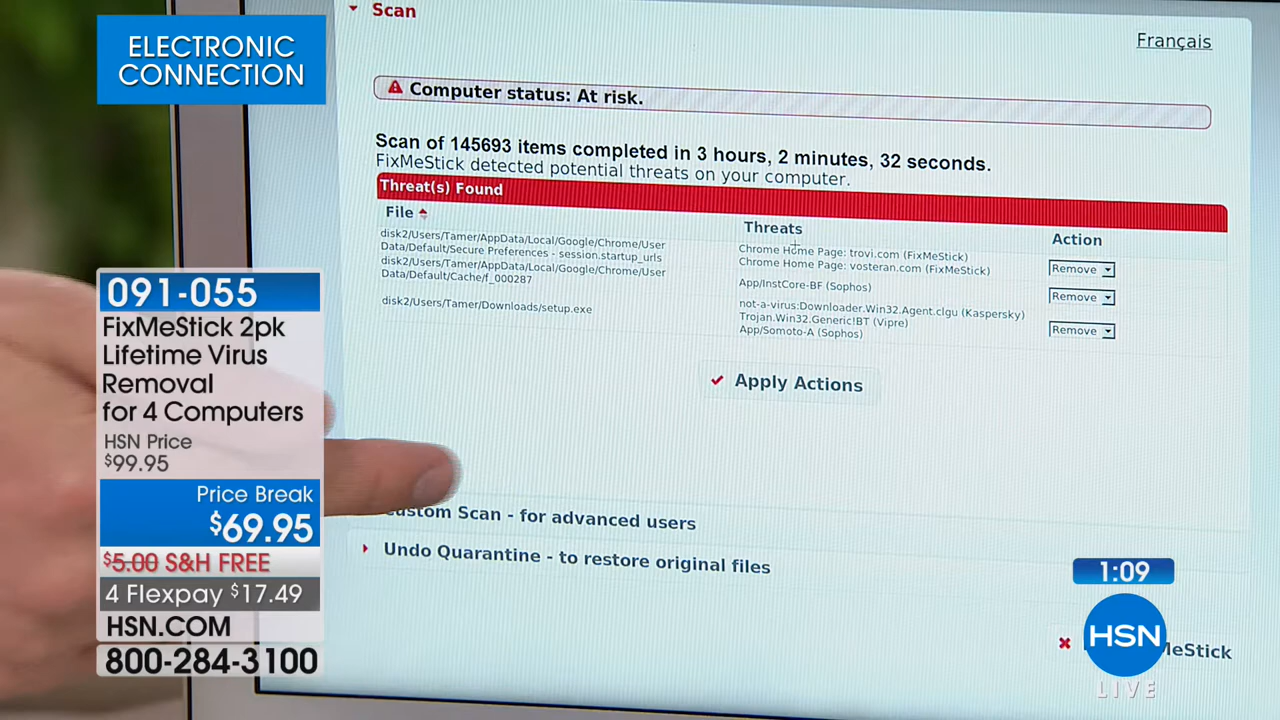 ELECTRONIC
CONNECTION
Scan
Français
Computer status: At risk.
Scan of 145693 items completed in 3 hours, 2 minutes, 32 seconds.
FixMeStick detected potential threats on your computer.
Threat(s) Found
File
Threats
Action
disk2/Users/Tamer/AppData/Local/Google/Chrome/User
Data/Default/Secure Preferences - session.startup_urls
Chrome Home Page: trovi.com (FixMeStick)
Chrome Home Page: vosteran.com (FixMeStick)
Remove
disk2/Users/Tamer/AppData/Local/Google/Chrome/User
Data/Default/Cache/f_000287
App/InstCore-BF (Sophos)
Remove
disk2/Users/Tamer/Downloads/setup.exe
not-a-virus:Downloader.Win32.Agent.clgu (Kaspersky)
Trojan.Win32.Generic!BT (Vipre)
App/Somoto-A (Sophos)
Remove
Apply Actions
Custom Scan - for advanced users
Undo Quarantine - to restore original files
MeStick
091-055
FixMeStick 2pk
Lifetime Virus
Removal
for 4 Computers
HSN Price
$99.95
Price Break
$69.95
$5.00 S&H FREE
4 Flexpay $17.49
HSN.COM
800-284-3100
1:09
HSN
LIVE